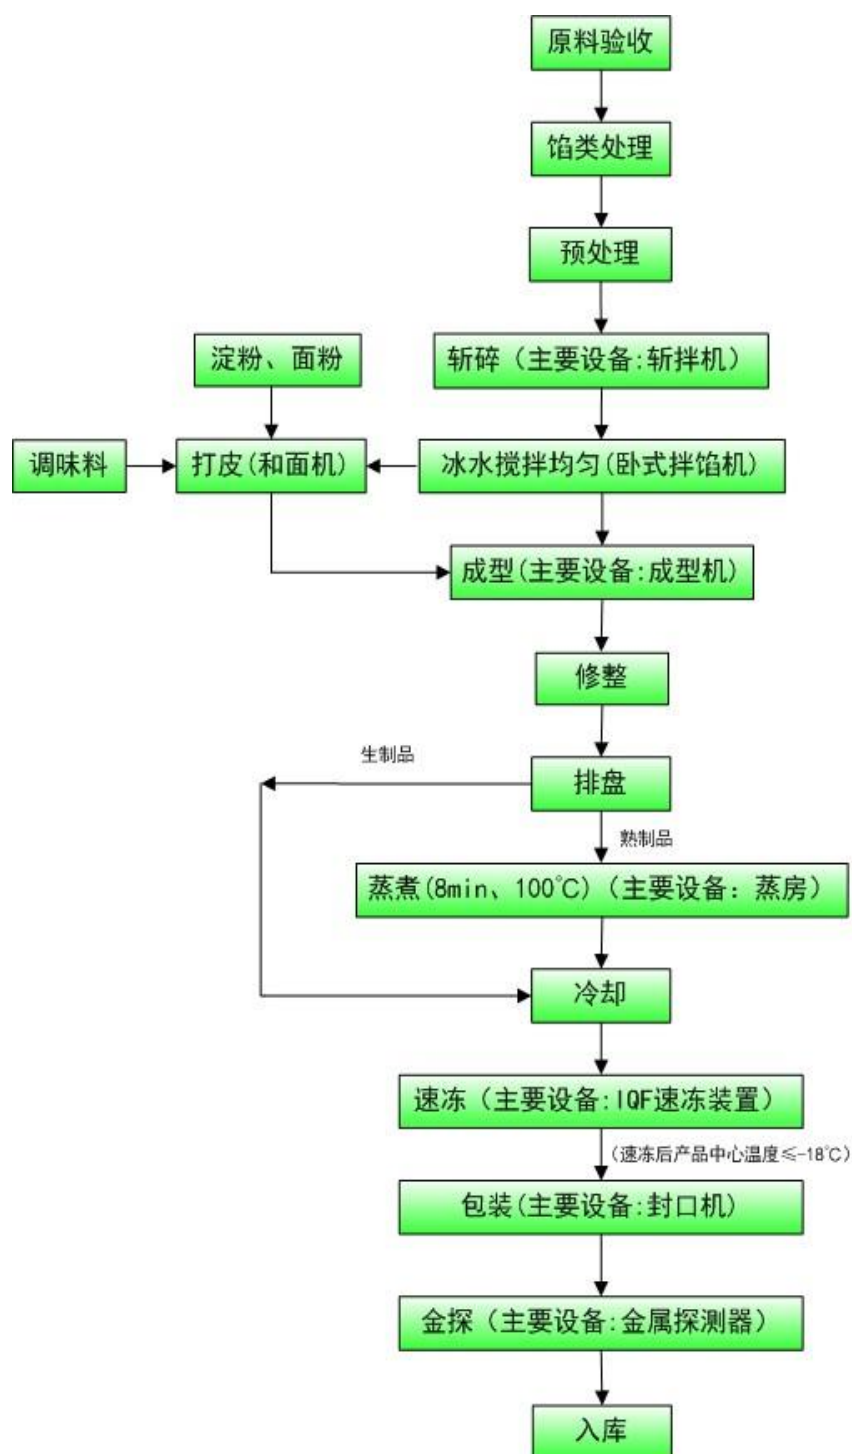 原料验收
馅类处理
预处理
淀粉、面粉
斩碎（主要设备:斩拌机）
调味料
打皮(和面机)
冰水搅拌均匀(卧式拌馅机)
成型(主要设备:成型机)
修整
生制品
排盘
熟制品
蒸煮(8min、100℃)（主要设备：蒸房）
冷却
速冻（主要设备:IQF速冻装置）
（速冻后产品中心温度≤-18℃）
包装(主要设备:封口机)
金探（主要设备:金属探测器）
入库